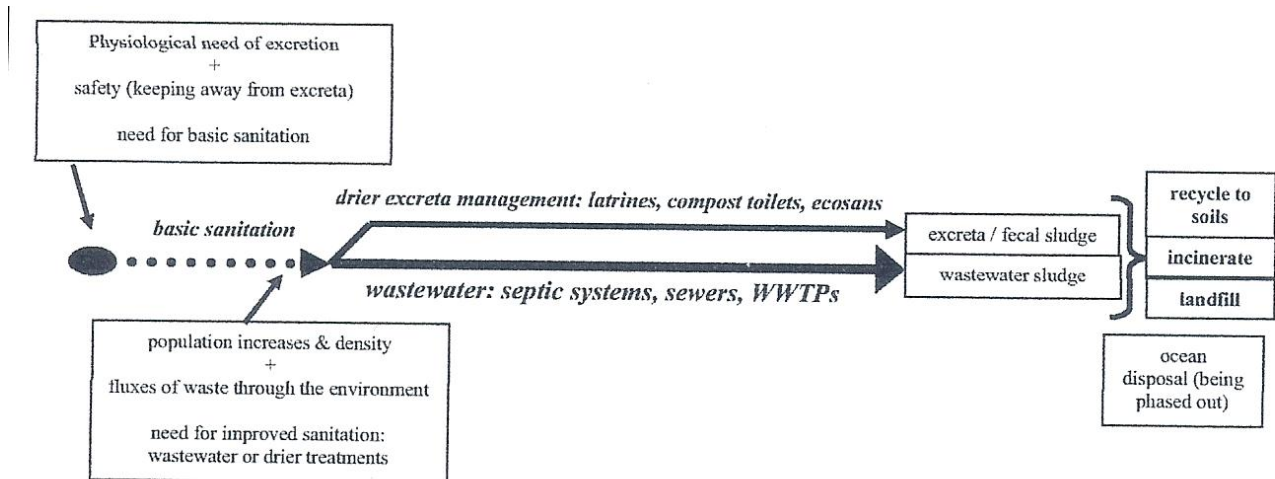 Physiological need of excretion
+
safety (keeping away from excreta)
need for basic sanitation
drier excreta management: latrines, compost toilets, ecosans
basic sanitation
excreta / fecal sludge
wastewater sludge
wastewater: septic systems, sewers, WWTPs
recycle to
soils
incinerate
landfill
ocean
disposal (being
phased out)
population increases & density
+
fluxes of waste through the environment
need for improved sanitation:
wastewater or drier treatments